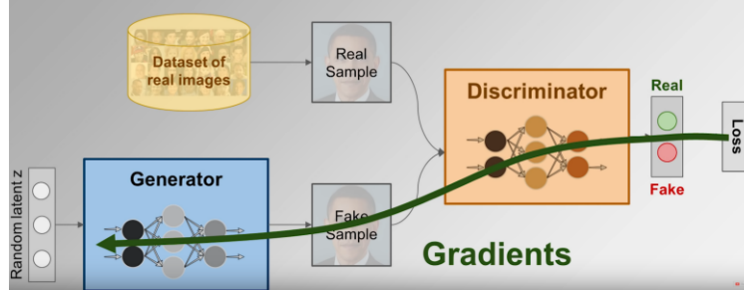 Dataset of
real images
Real
Sample
Discriminator
Real
Fake
Loss
Random latent z
Generator
Fake
Sample
Gradients